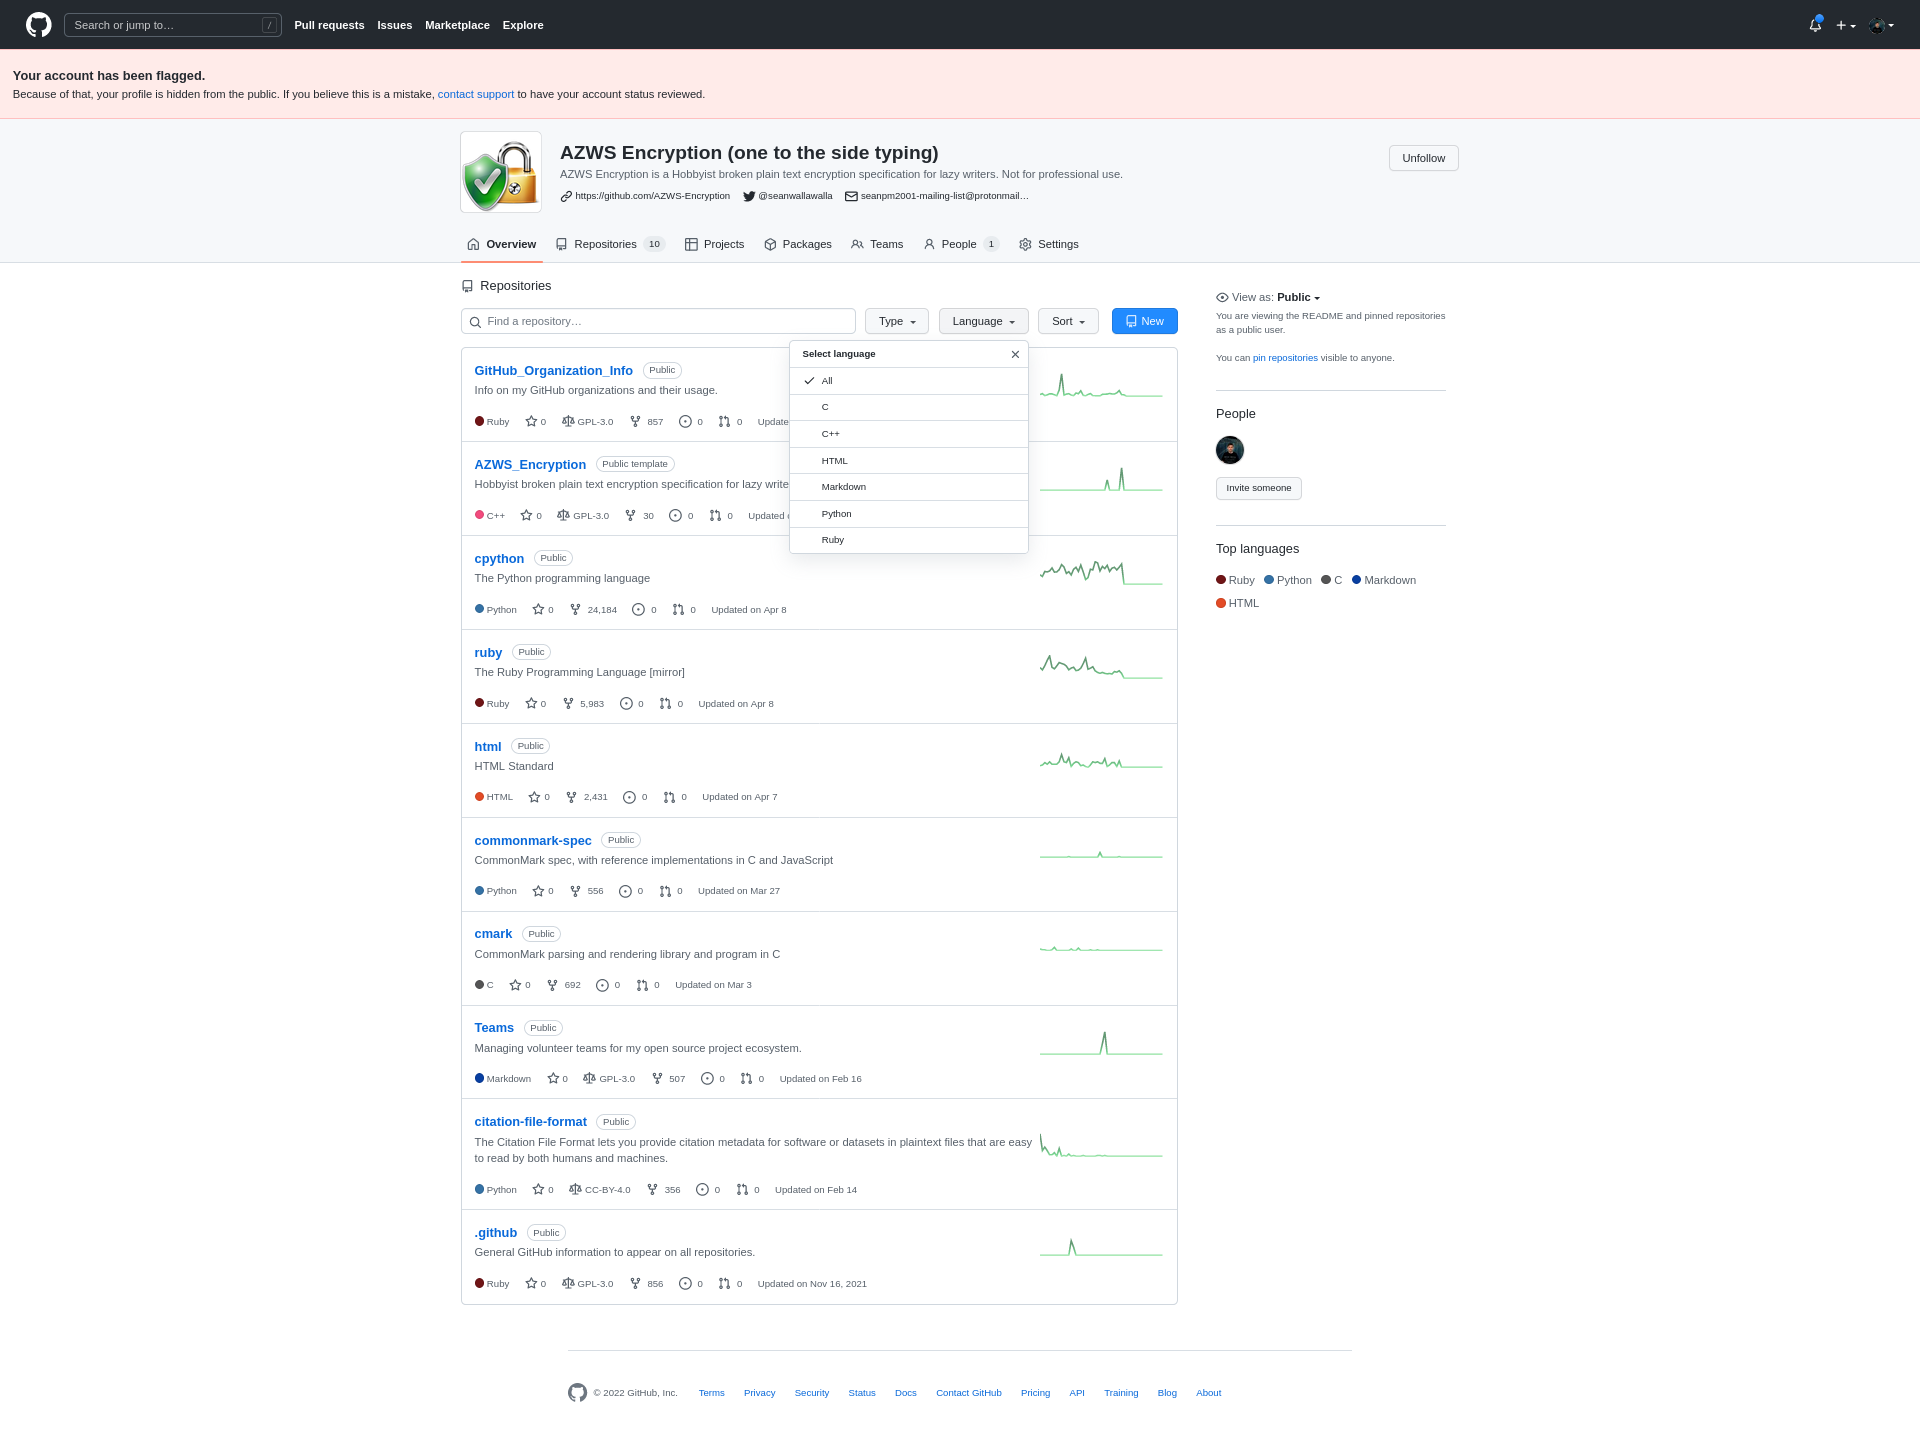 Search or jump to… /
Pull requests Issues Marketplace Explore
Your account has been flagged.
Because of that, your profile is hidden from the public. If you believe this is a mistake, contact support to have your account status reviewed.
AZWS Encryption (one to the side typing)
AZWS Encryption is a Hobbyist broken plain text encryption specification for lazy writers. Not for professional use.
https://github.com/AZWS-Encryption @seanwallawalla seanpm2001-mailing-list@protonmail…
Unfollow
Overview Repositories 10 Projects Packages Teams People 1 Settings
Repositories
Find a repository… Type Language Sort New
Select language
All
C
C++
HTML
Markdown
Python
Ruby
GitHub_Organization_Info Public
Info on my GitHub organizations and their usage.
Ruby 0 GPL-3.0 857 0 0 Update
AZWS_Encryption Public template
Hobbyist broken plain text encryption specification for lazy write
C++ 0 GPL-3.0 30 0 0 Updated
cpython Public
The Python programming language
Python 0 24,184 0 0 Updated on Apr 8
ruby Public
The Ruby Programming Language [mirror]
Ruby 0 5,983 0 0 Updated on Apr 8
html Public
HTML Standard
HTML 0 2,431 0 0 Updated on Apr 7
commonmark-spec Public
CommonMark spec, with reference implementations in C and JavaScript
Python 0 556 0 0 Updated on Mar 27
cmark Public
CommonMark parsing and rendering library and program in C
C 0 692 0 0 Updated on Mar 3
Teams Public
Managing volunteer teams for my open source project ecosystem.
Markdown 0 GPL-3.0 507 0 0 Updated on Feb 16
citation-file-format Public
The Citation File Format lets you provide citation metadata for software or datasets in plaintext files that are easy
to read by both humans and machines.
Python 0 CC-BY-4.0 356 0 0 Updated on Feb 14
.github Public
General GitHub information to appear on all repositories.
Ruby 0 GPL-3.0 856 0 0 Updated on Nov 16, 2021
View as: Public
You are viewing the README and pinned repositories
as a public user.
You can pin repositories visible to anyone.
People
Invite someone
Top languages
Ruby Python C Markdown
HTML
© 2022 GitHub, Inc. Terms Privacy Security Status Docs Contact GitHub Pricing API Training Blog About